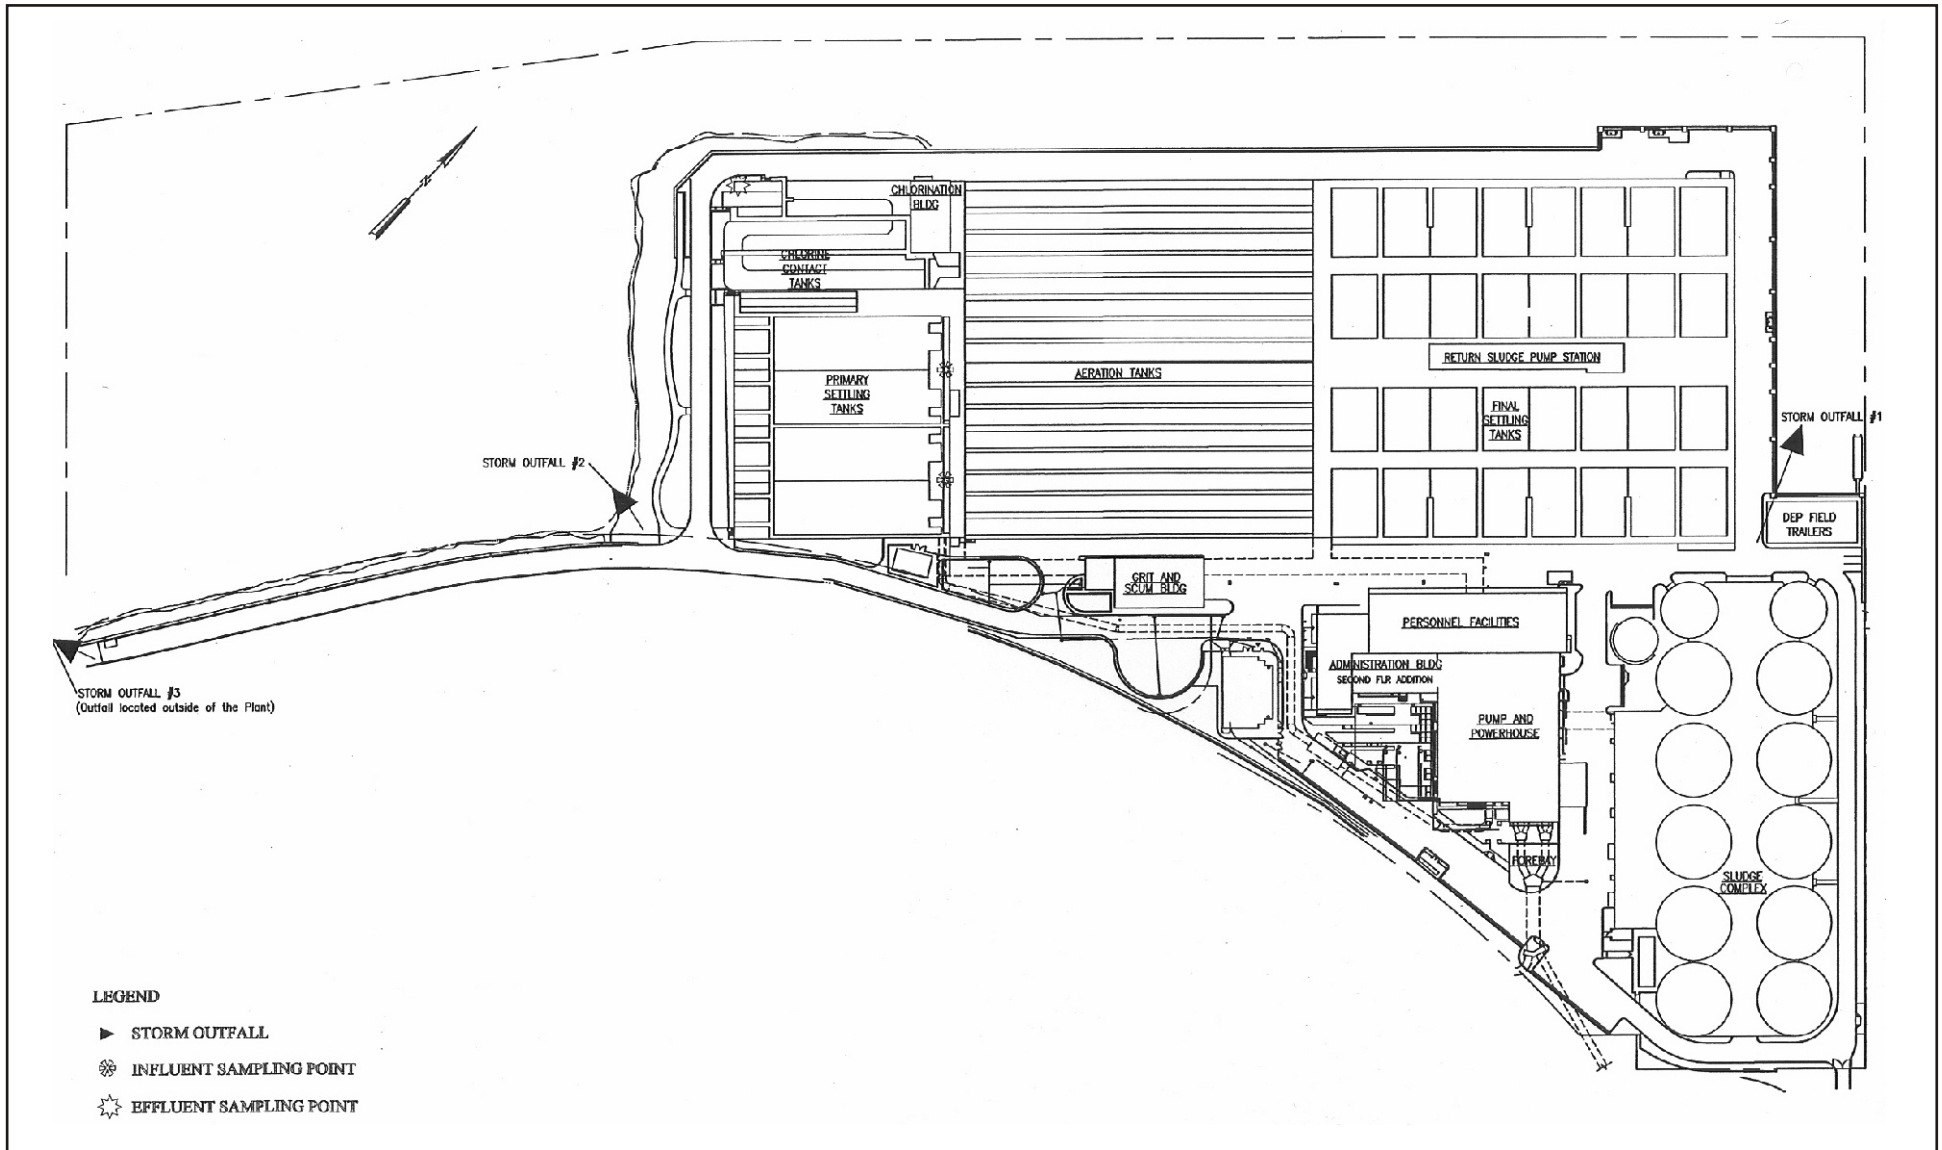 CHLORINATION
BLDG
CHLORINE
CONTACT
TANKS
PRIMARY
SETTLING
TANKS
AERATION TANKS
RETURN SLUDGE PUMP STATION
FINAL
SETTLING
TANKS
STORM OUTFALL #1
STORM OUTFALL #2
DEP FIELD
TRAILERS
GRIT AND
SCUM BLDG
PERSONNEL FACILITIES
ADMINISTRATION BLDG
SECOND FLR ADDITION
STORM OUTFALL #3
(Outfall located outside of the Plant)
PUMP AND
POWERHOUSE
FOREBAY
SLUDGE
COMPLEX
LEGEND
STORM OUTFALL
INFLUENT SAMPLING POINT
EFFLUENT SAMPLING POINT